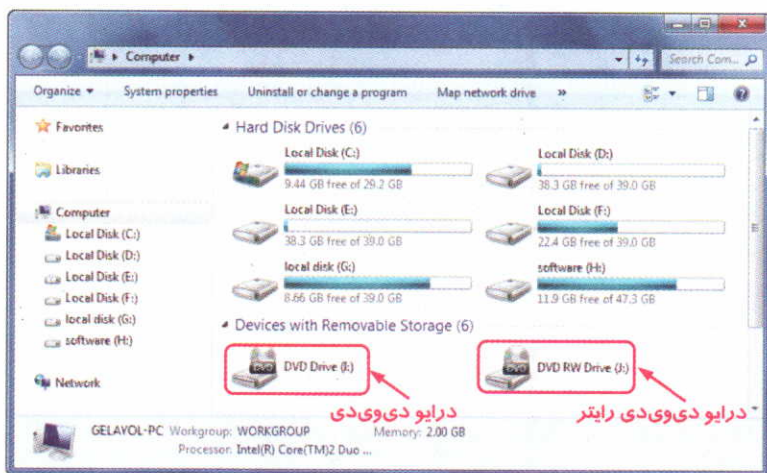 Computer
Search Com...
Organize
System properties
Uninstall or change a program
Map network drive
»
Favorites
Libraries
Computer
Local Disk (C:)
Local Disk (D:)
Local Disk (E:)
Local Disk (F:)
local disk (G:)
software (H:)
Network
Hard Disk Drives (6)
Local Disk (C:)
9.44 GB free of 29.2 GB
Local Disk (D:)
38.3 GB free of 39.0 GB
Local Disk (E:)
38.3 GB free of 39.0 GB
Local Disk (F:)
22.4 GB free of 39.0 GB
local disk (G:)
8.66 GB free of 39.0 GB
software (H:)
11.9 GB free of 47.3 GB
Devices with Removable Storage (6)
DVD
DVD Drive (I:)
DVD
DVD RW Drive (J:)
درایو دی‌وی‌دی
درایو دی‌وی‌دی رایتر
GELAYOL-PC Workgroup: WORKGROUP Memory: 2.00 GB
Processor: Intel(R) Core(TM)2 Duo ...